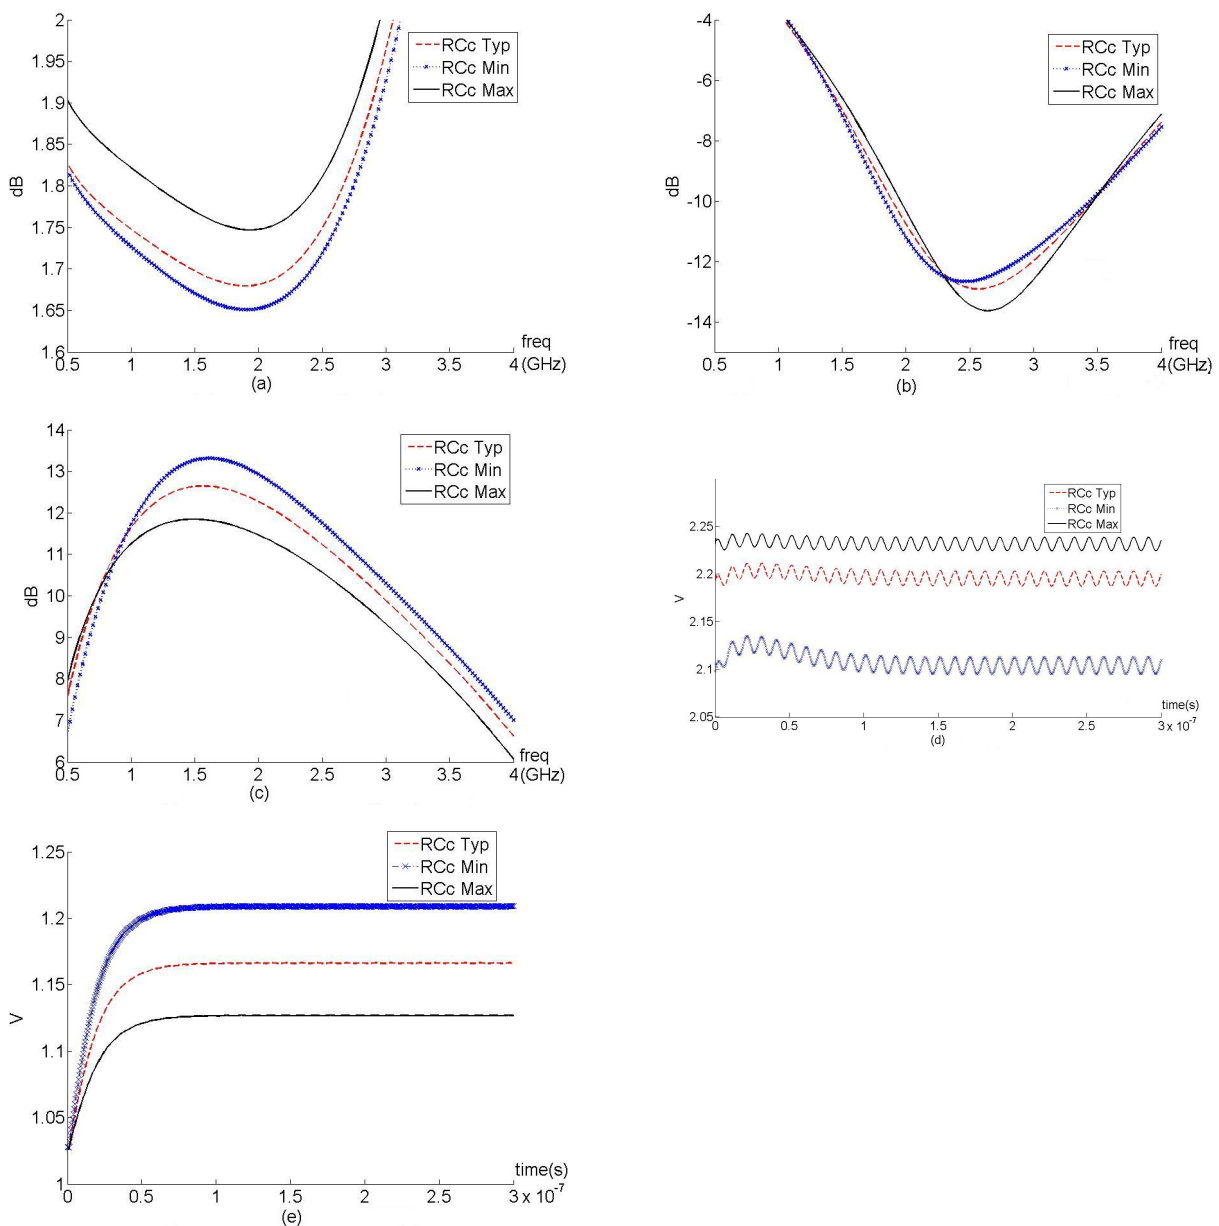 2
1.95
1.9
1.85
1.8
1.75
1.7
1.65
1.6
dB
RCc Typ
RCc Min
RCc Max
0.5 1 1.5 2 2.5 3 3.5 4
freq
(GHz)
(a)
-4
-6
-8
-10
-12
-14
dB
RCc Typ
RCc Min
RCc Max
0.5 1 1.5 2 2.5 3 3.5 4
freq
(GHz)
(b)
14
13
12
11
10
9
8
7
6
dB
RCc Typ
RCc Min
RCc Max
0.5 1 1.5 2 2.5 3 3.5 4
freq
(GHz)
(c)
2.25
2.2
2.15
2.1
2.05
V
RCc Typ
RCc Min
RCc Max
time(s)
0 0.5 1 1.5 2 2.5 3 x 10⁻⁷
(d)
1.25
1.2
1.15
1.1
1.05
1
V
RCc Typ
RCc Min
RCc Max
time(s)
0 0.5 1 1.5 2 2.5 3 x 10⁻⁷
(e)